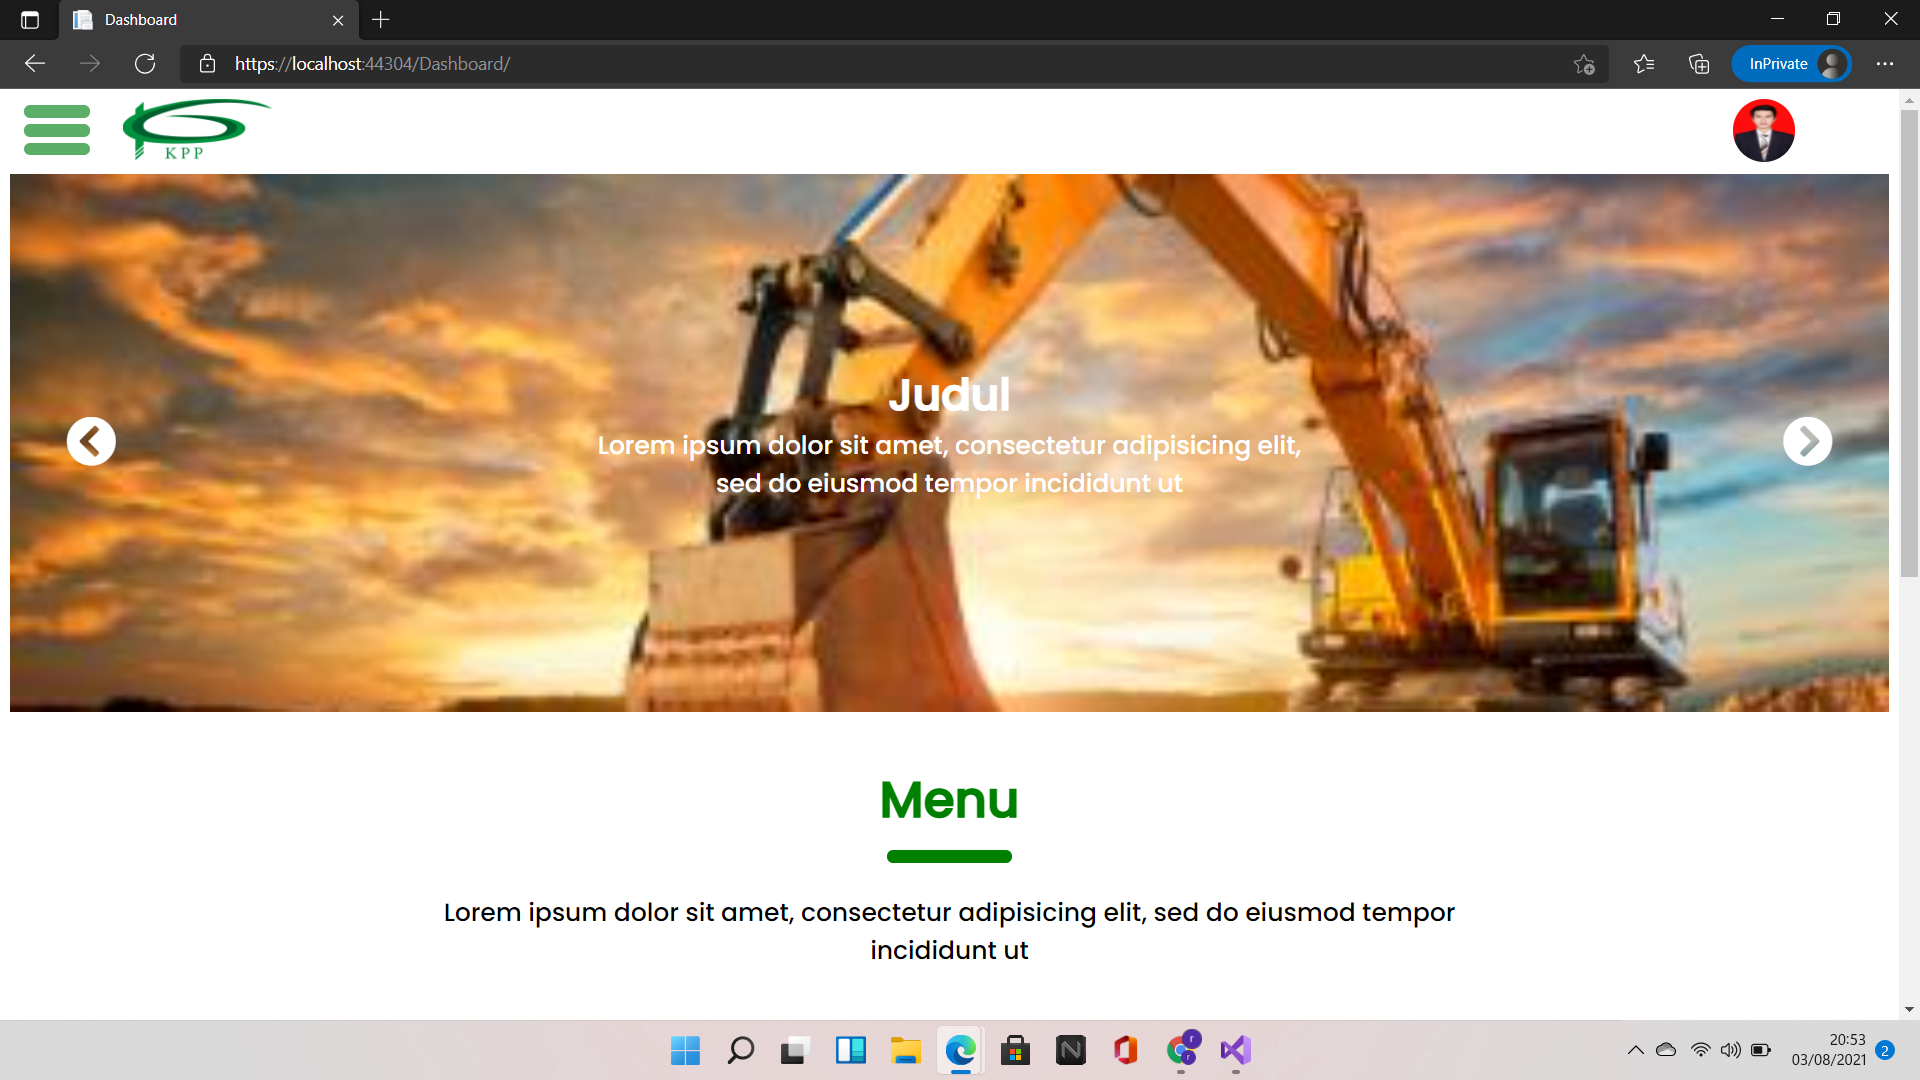 Dashboard
https://localhost:44304/Dashboard/
InPrivate
KPP
Judul
Lorem ipsum dolor sit amet, consectetur adipisicing elit,
sed do eiusmod tempor incididunt ut
Menu
Lorem ipsum dolor sit amet, consectetur adipisicing elit, sed do eiusmod tempor
incididunt ut
N
r
r
20:53
03/08/2021
2